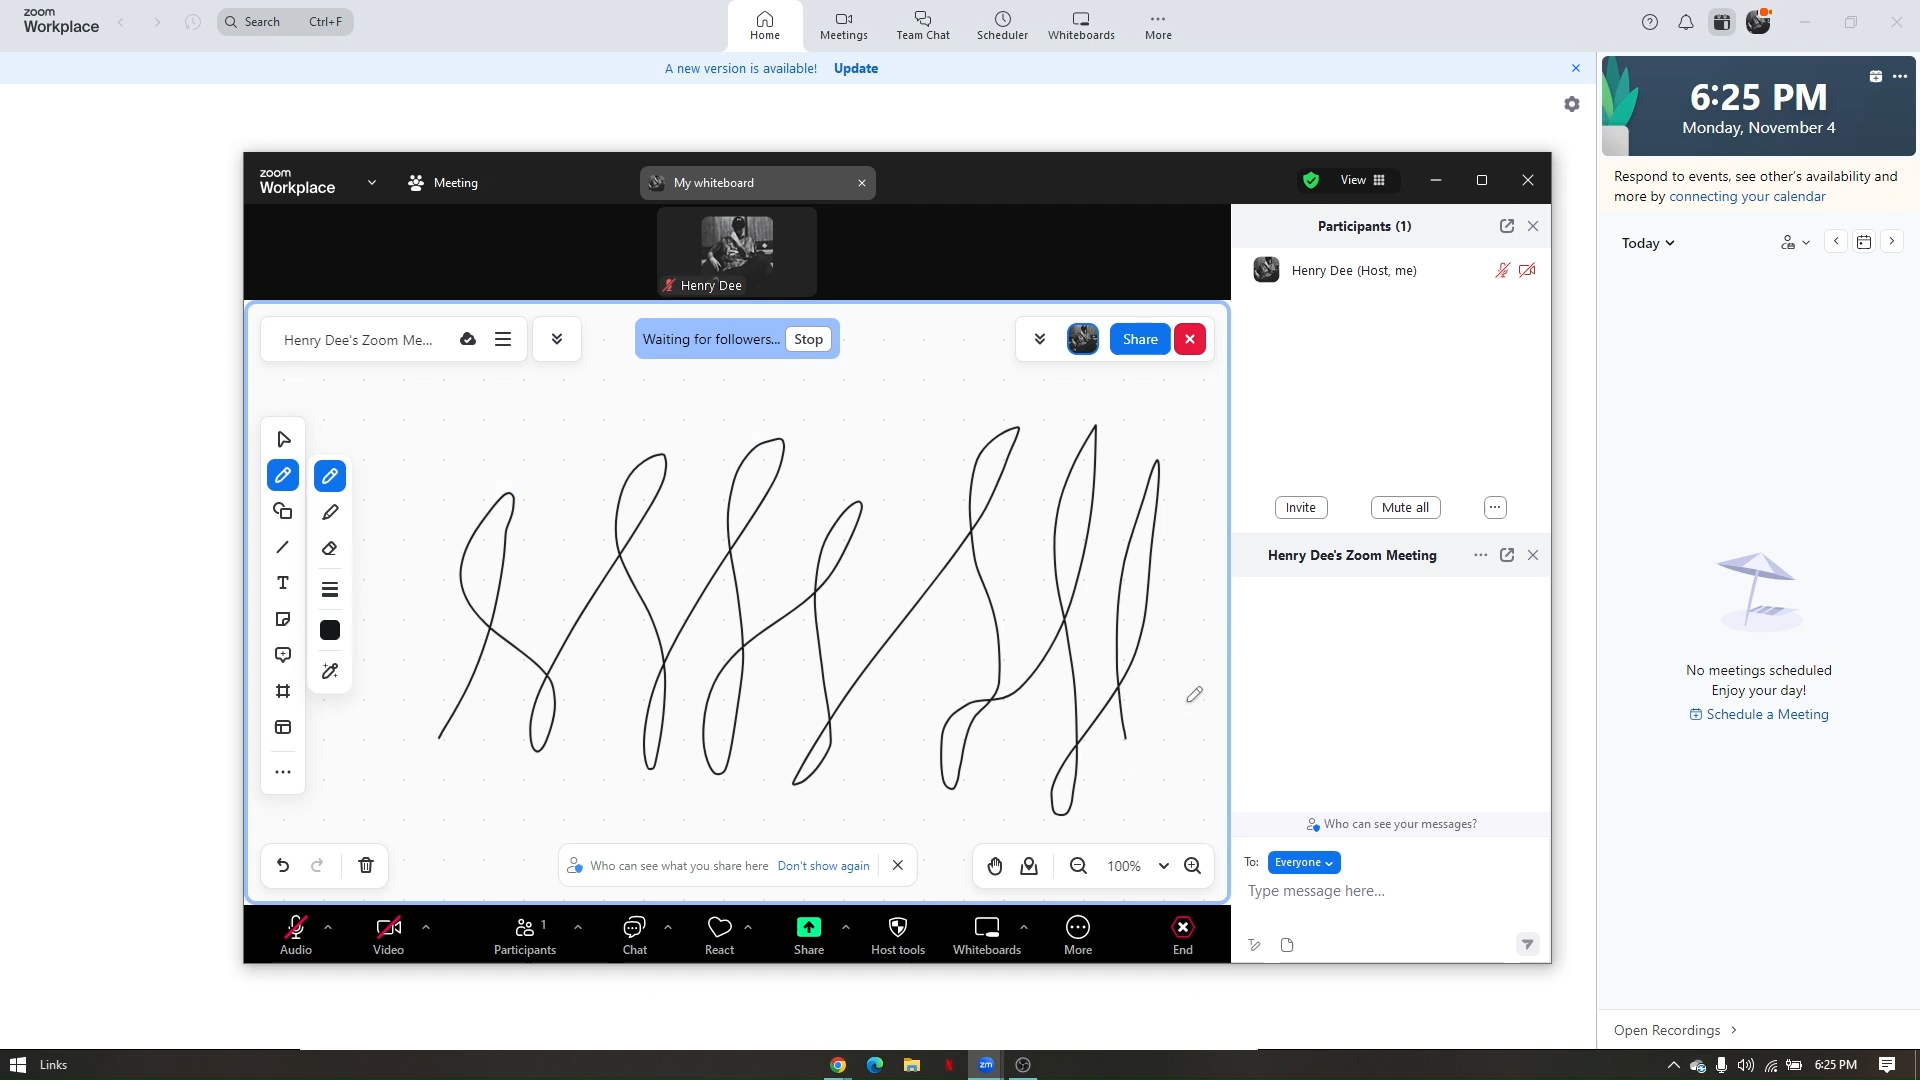 zoom
Workplace
Search Ctrl+F
Home
Meetings
Team Chat
Scheduler
Whiteboards
More
A new version is available! Update
6:25 PM
Monday, November 4
Respond to events, see other's availability and
more by connecting your calendar
Today
No meetings scheduled
Enjoy your day!
Schedule a Meeting
Open Recordings
zoom
Workplace
Meeting
My whiteboard
View
Henry Dee
Participants (1)
Henry Dee (Host, me)
Invite
Mute all
Henry Dee's Zoom Me...
Waiting for followers... Stop
Share
T
Henry Dee's Zoom Meeting
Who can see your messages?
To: Everyone
Type message here...
Who can see what you share here Don't show again
100%
Audio
Video
1
Participants
Chat
React
Share
Host tools
Whiteboards
More
End
Links
zm
6:25 PM